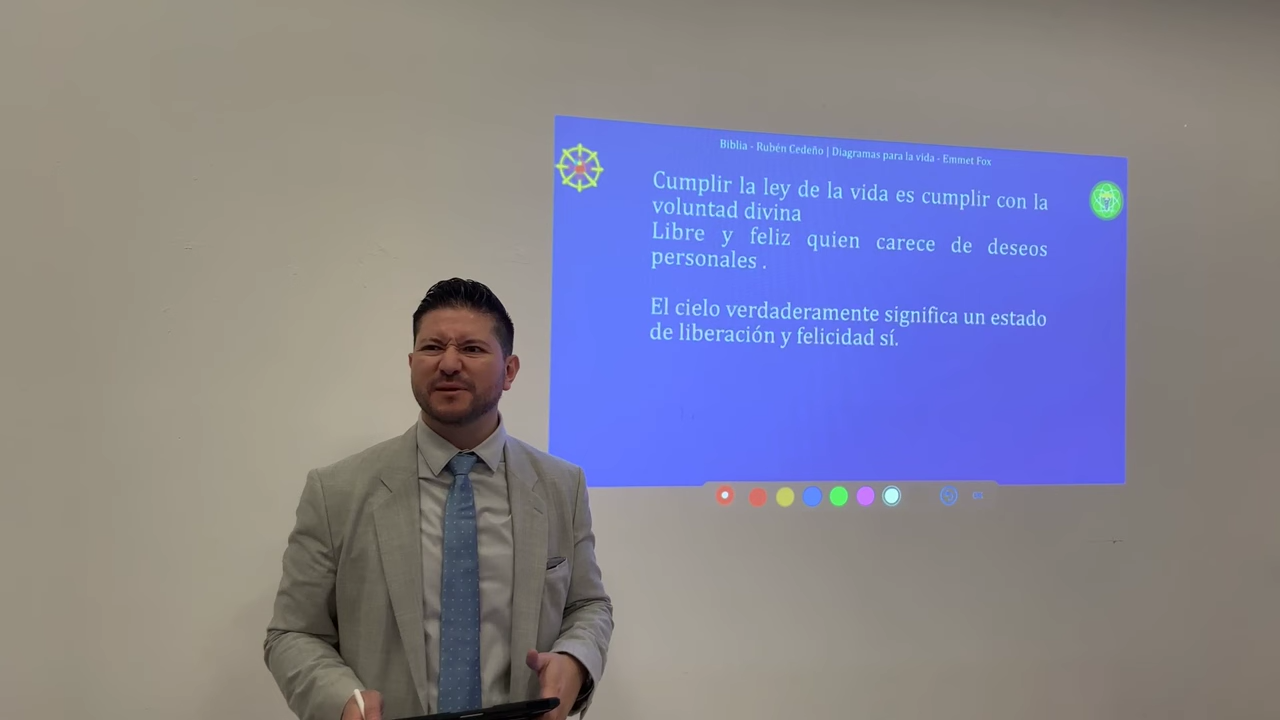 Biblia - Rubén Cedeño | Diagramas para la vida - Emmet Fox
Cumplir la ley de la vida es cumplir con la
voluntad divina
Libre y feliz quien carece de deseos
personales .
El cielo verdaderamente significa un estado
de liberación y felicidad sí.